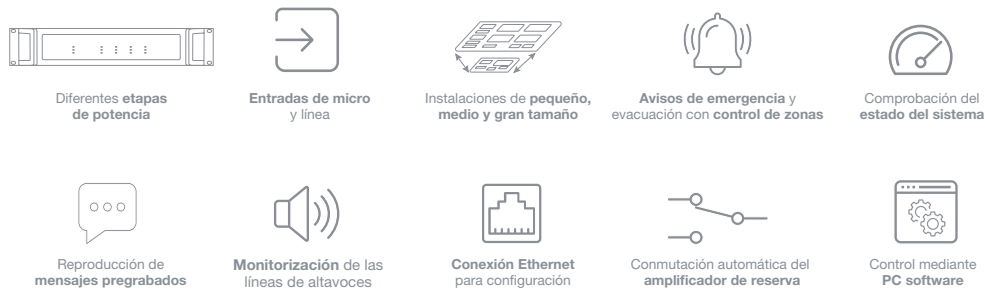 Diferentes etapas
de potencia
Entradas de micro
y línea
Instalaciones de pequeño,
medio y gran tamaño
Avisos de emergencia y
evacuación con control de zonas
Comprobación del
estado del sistema
Reproducción de
mensajes pregrabados
Monitorización de las
líneas de altavoces
Conexión Ethernet
para configuración
Conmutación automática del
amplificador de reserva
Control mediante
PC software